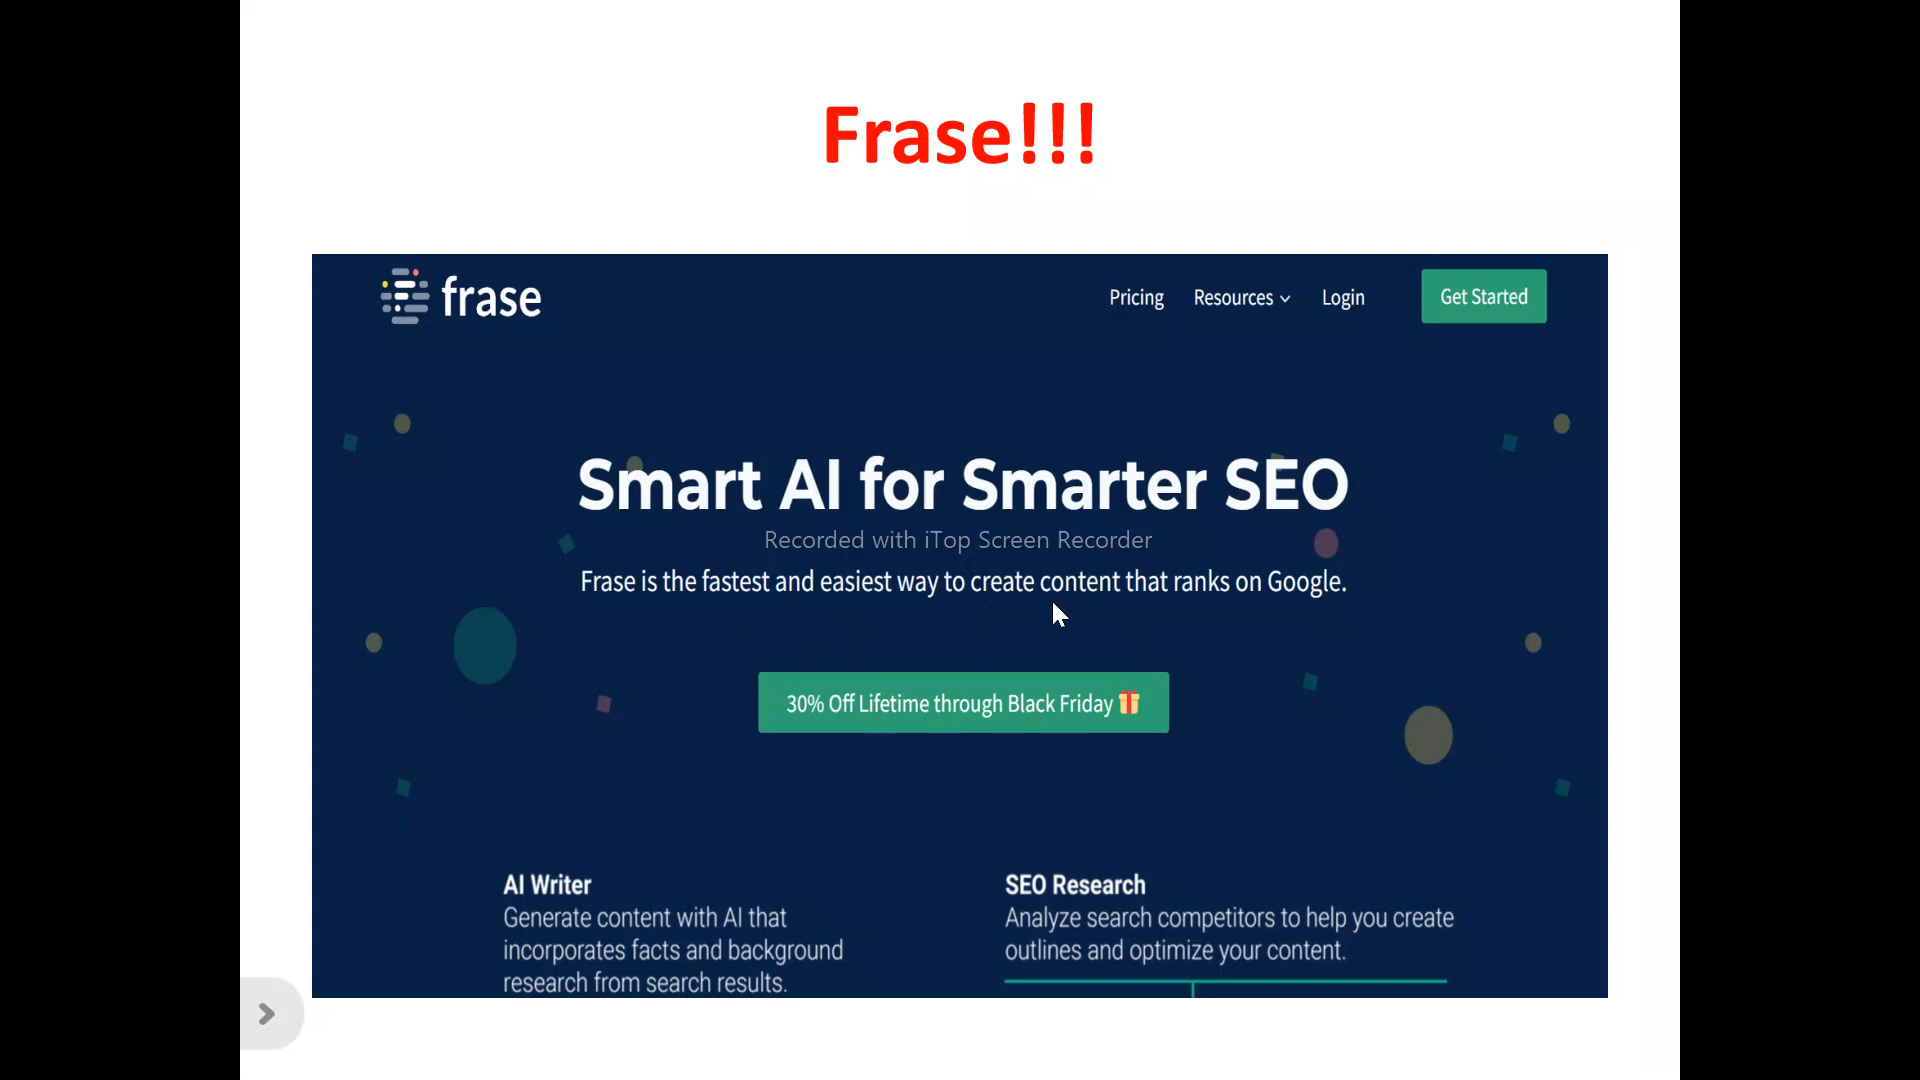 Frase!!!
frase
Pricing Resources Login Get Started
Smart AI for Smarter SEO
Recorded with iTop Screen Recorder
Frase is the fastest and easiest way to create content that ranks on Google.
30% Off Lifetime through Black Friday 🎁
AI Writer
Generate content with AI that
incorporates facts and background
research from search results.
SEO Research
Analyze search competitors to help you create
outlines and optimize your content.